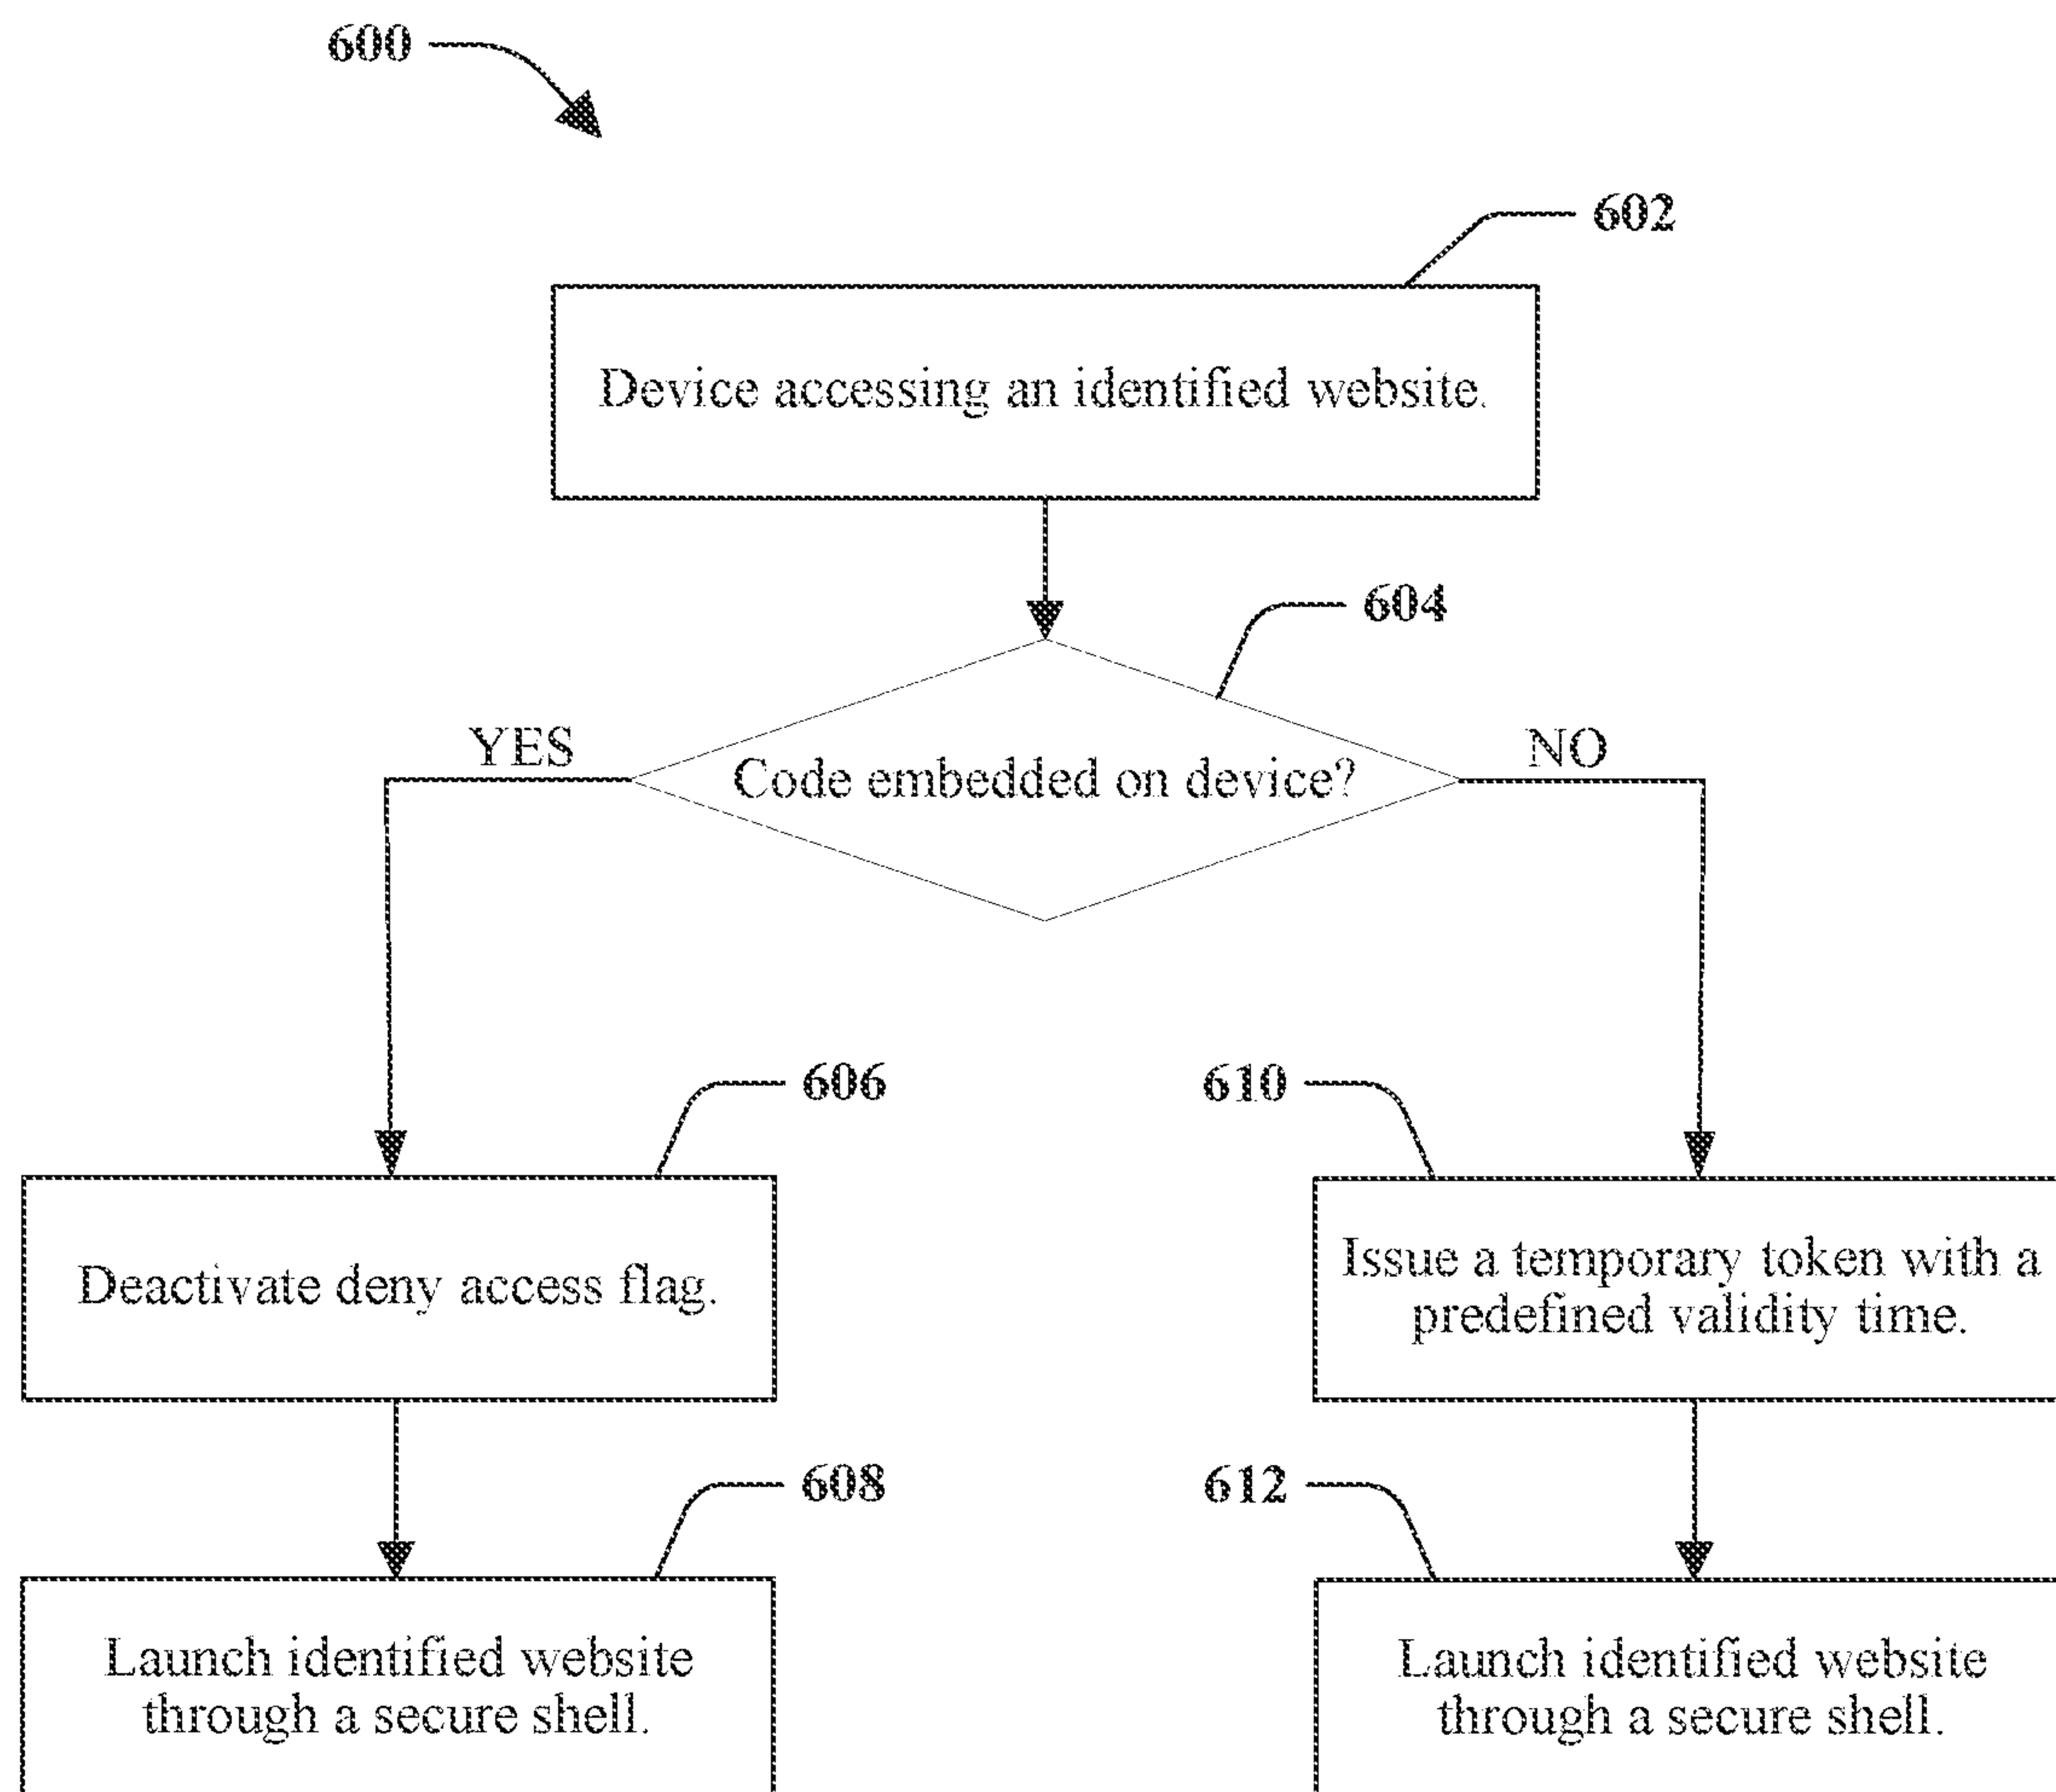 600
602
Device accessing an identified website.
604
YES
NO
Code embedded on device?
606
610
Deactivate deny access flag.
Issue a temporary token with a
predefined validity time.
608
612
Launch identified website
through a secure shell.
Launch identified website
through a secure shell.